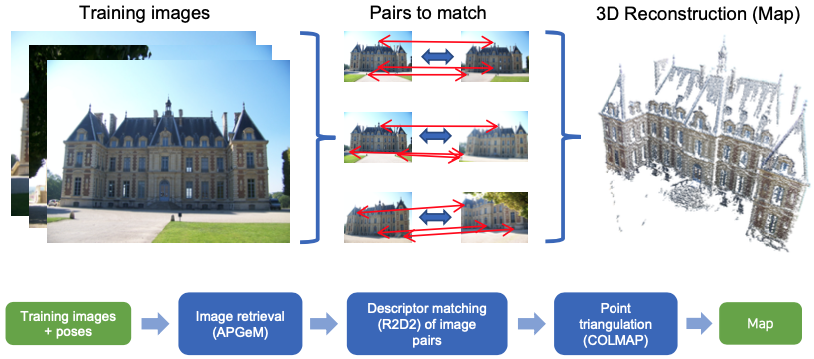 Training images
Pairs to match
3D Reconstruction (Map)
Training images
+ poses
Image retrieval
(APGeM)
Descriptor matching
(R2D2) of image
pairs
Point
triangulation
(COLMAP)
Map